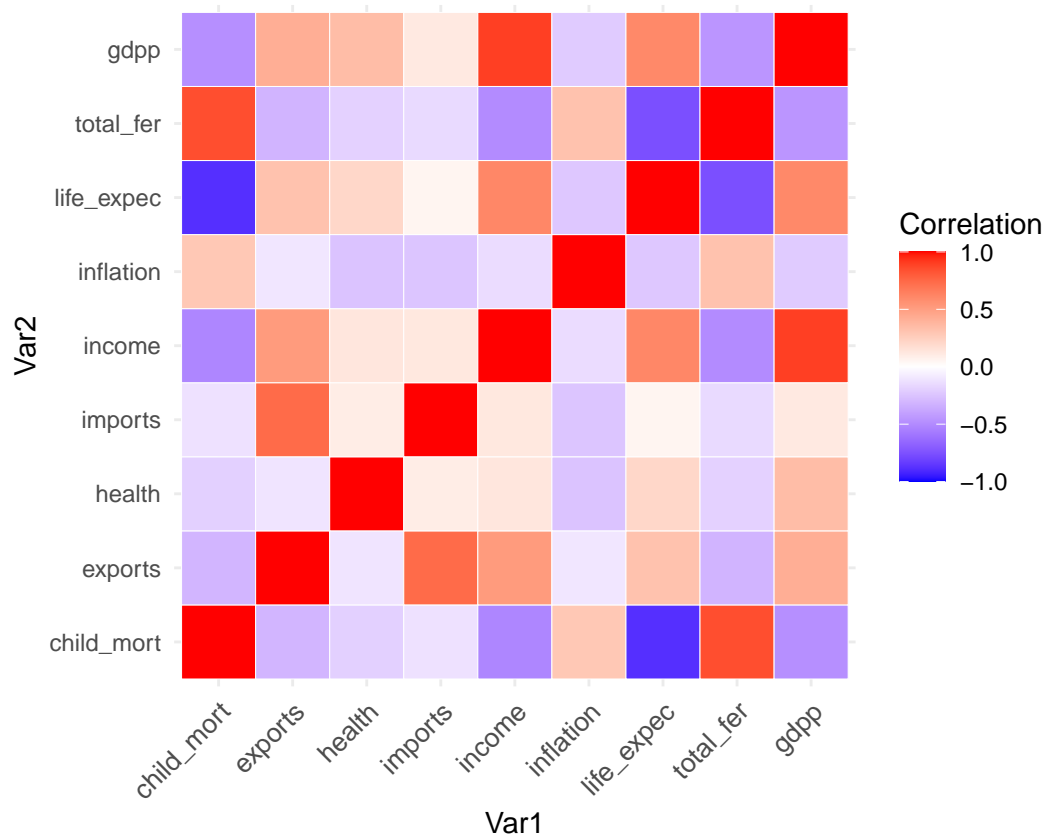 gdpp
total_fer
life_expec
inflation
income
imports
health
exports
child_mort
Var2
child_mort
exports
health
imports
income
inflation
life_expec
total_fer
gdpp
Var1
Correlation
1.0
0.5
0.0
−0.5
−1.0